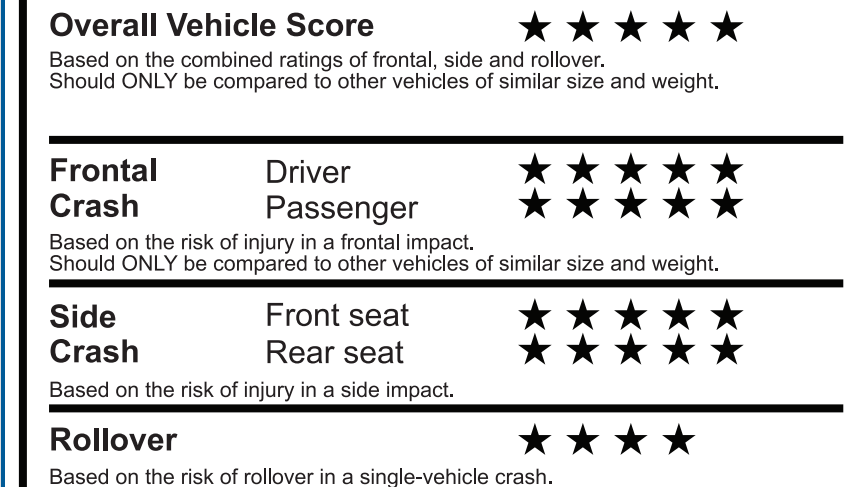 Overall Vehicle Score ★ ★ ★ ★ ★
Based on the combined ratings of frontal, side and rollover.
Should ONLY be compared to other vehicles of similar size and weight.
Frontal Driver ★ ★ ★ ★ ★
Crash Passenger ★ ★ ★ ★ ★
Based on the risk of injury in a frontal impact.
Should ONLY be compared to other vehicles of similar size and weight.
Side Front seat ★ ★ ★ ★ ★
Crash Rear seat ★ ★ ★ ★ ★
Based on the risk of injury in a side impact.
Rollover ★ ★ ★ ★
Based on the risk of rollover in a single-vehicle crash.